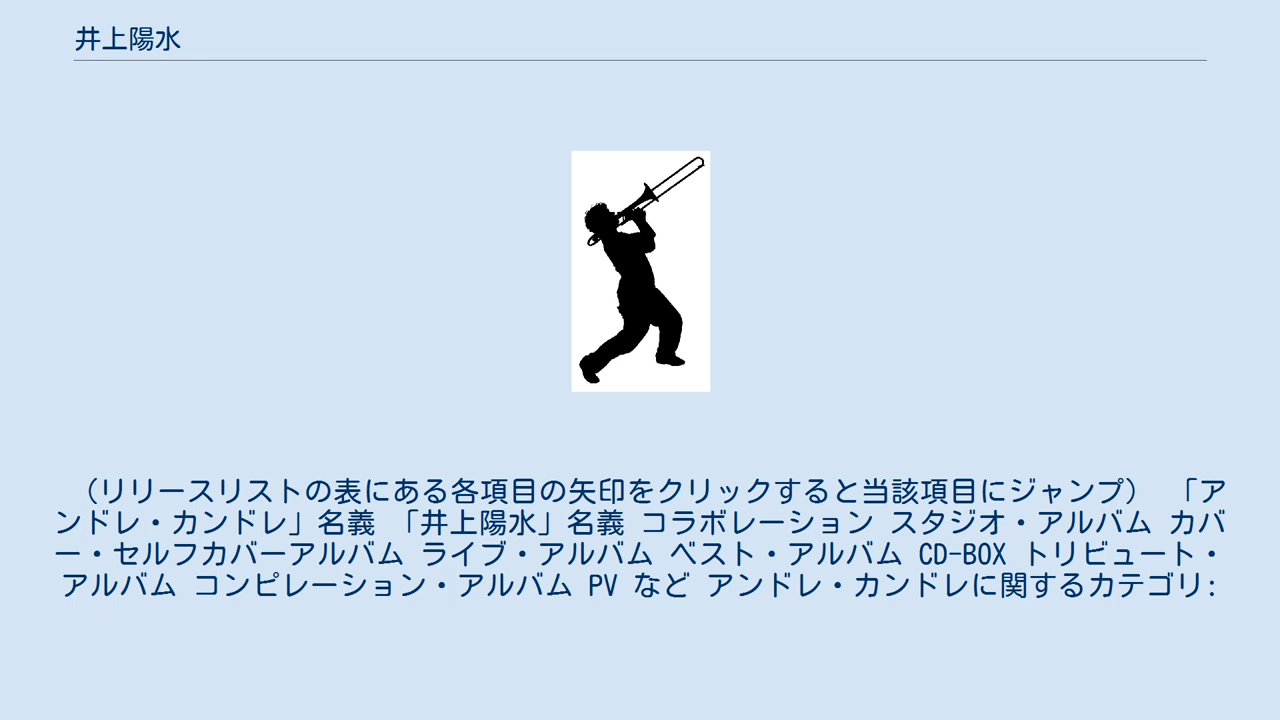 井上陽水
（リリースリストの表にある各項目の矢印をクリックすると当該項目にジャンプ） 「ア
ンドレ・カンドレ」名義 「井上陽水」名義 コラボレーション スタジオ・アルバム カバ
ー・セルフカバーアルバム ライブ・アルバム ベスト・アルバム CD-BOX トリビュート・
アルバム コンピレーション・アルバム PV など アンドレ・カンドレに関するカテゴリ: